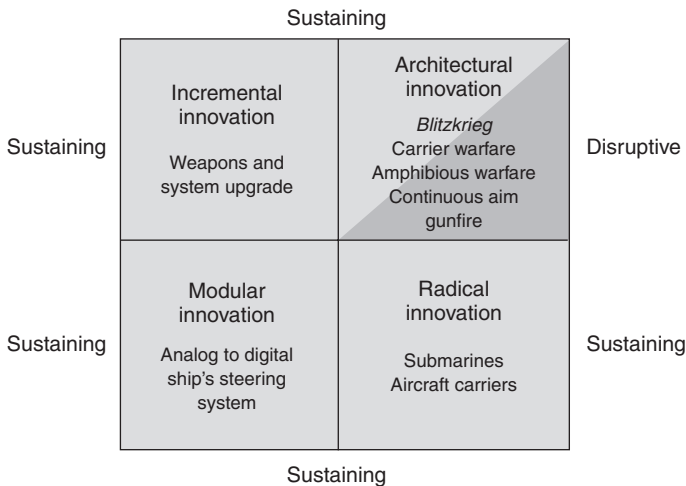 Sustaining
Incremental
innovation
Weapons and
system upgrade
Architectural
innovation
Blitzkrieg
Carrier warfare
Amphibious warfare
Continuous aim
gunfire
Sustaining
Disruptive
Modular
innovation
Analog to digital
ship's steering
system
Radical
innovation
Submarines
Aircraft carriers
Sustaining
Sustaining
Sustaining